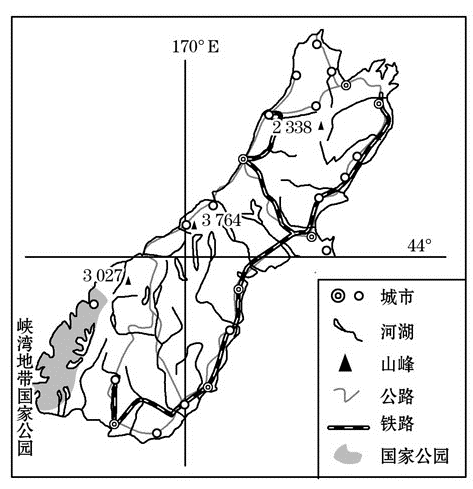 170° E
2 338
3 764
44°
3 027
峡湾地带国家公园
城市
河湖
山峰
公路
铁路
国家公园